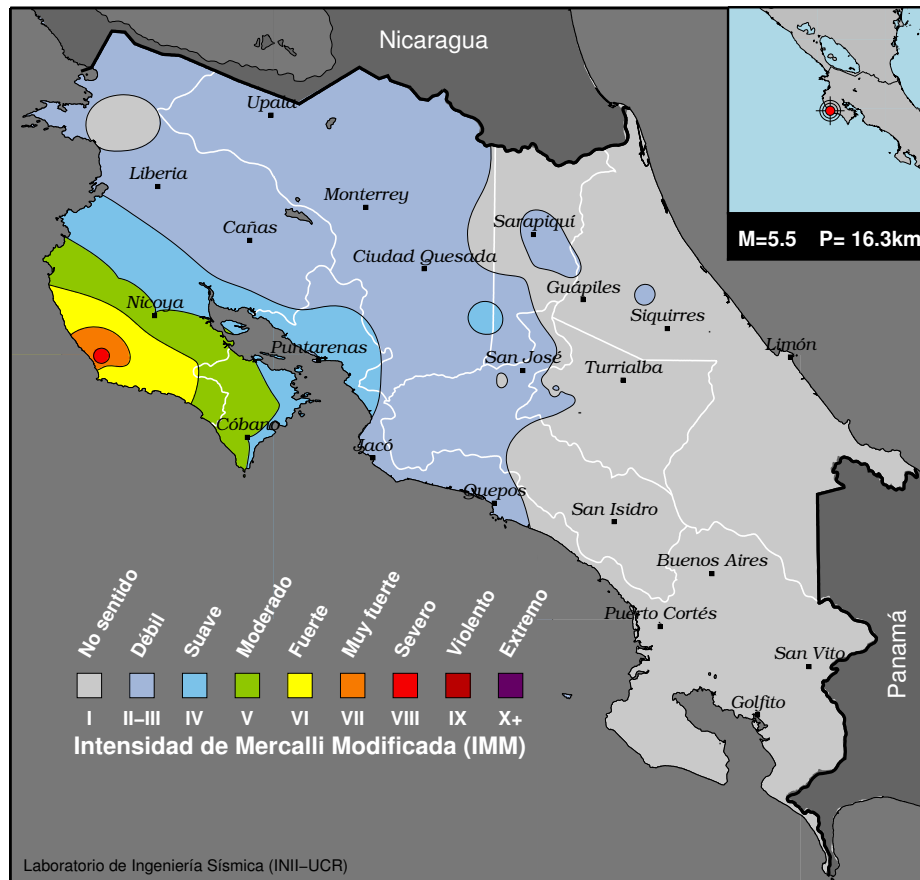 Nicaragua
Upala
Liberia
Monterrey
Cañas
Sarapiquí
Ciudad Quesada
M=5.5 P= 16.3km
Nicoya
Guápiles
Siquirres
Puntarenas
San José
Limón
Turrialba
Cóbano
Jacó
Quepos
San Isidro
Buenos Aires
Puerto Cortés
San Vito
Golfito
Panamá
No sentido
Débil
Suave
Moderado
Fuerte
Muy fuerte
Severo
Violento
Extremo
I II–III IV V VI VII VIII IX X+
Intensidad de Mercalli Modificada (IMM)
Laboratorio de Ingeniería Sísmica (INII–UCR)